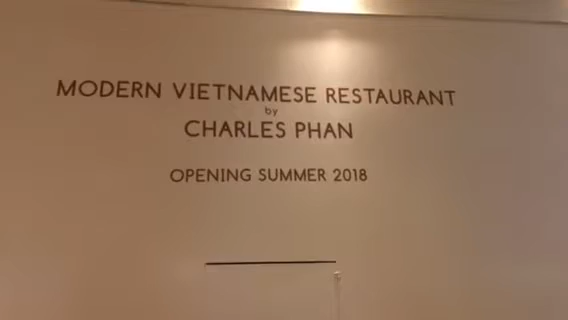 MODERN VIETNAMESE RESTAURANT
by
CHARLES PHAN
OPENING SUMMER 2018